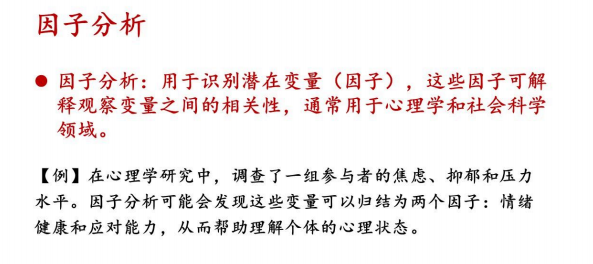 因子分析
● 因子分析：用于识别潜在变量（因子），这些因子可解
释观察变量之间的相关性，通常用于心理学和社会科学
领域。
【例】在心理学研究中，调查了一组参与者的焦虑、抑郁和压力
水平。因子分析可能会发现这些变量可以归结为两个因子：情绪
健康和应对能力，从而帮助理解个体的心理状态。